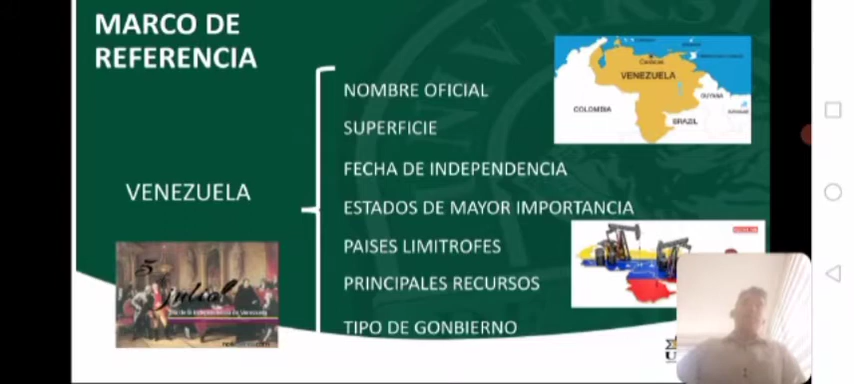 MARCO DE
REFERENCIA
VENEZUELA
NOMBRE OFICIAL
SUPERFICIE
FECHA DE INDEPENDENCIA
ESTADOS DE MAYOR IMPORTANCIA
PAISES LIMITROFES
PRINCIPALES RECURSOS
TIPO DE GONBIERNO
Caracas
VENEZUELA
COLOMBIA
GUYANA
BRAZIL
5
julio